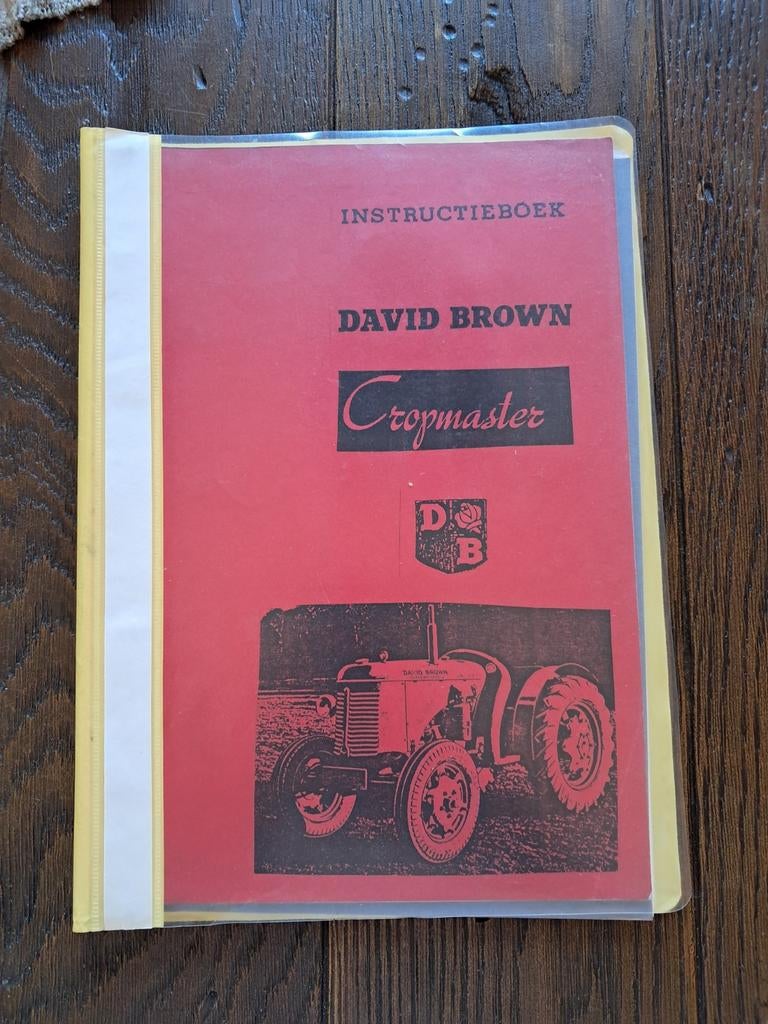 INSTRUCTIEBOEK
DAVID BROWN
Cropmaster
D
B
DAVID BROWN